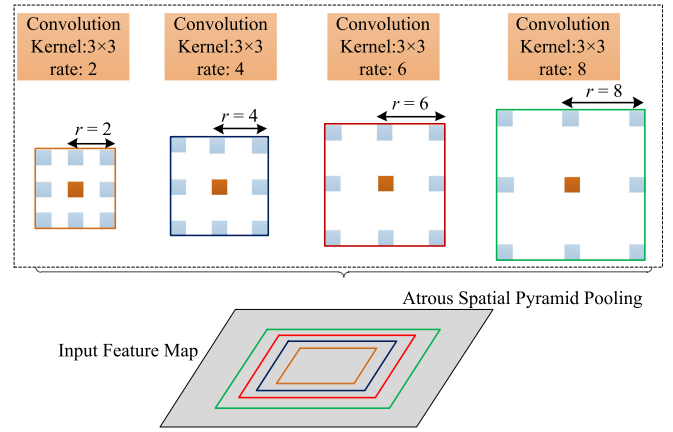 Convolution
Kernel:3×3
rate: 2
Convolution
Kernel:3×3
rate: 4
Convolution
Kernel:3×3
rate: 6
Convolution
Kernel:3×3
rate: 8
r = 2
r = 4
r = 6
r = 8
Atrous Spatial Pyramid Pooling
Input Feature Map